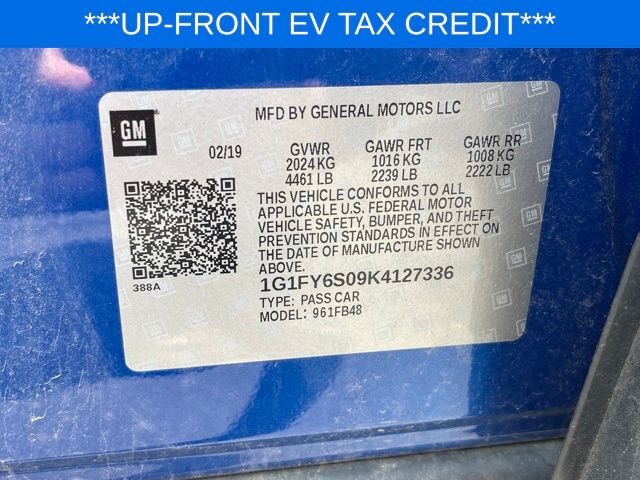 ***UP-FRONT EV TAX CREDIT***
GM
MFD BY GENERAL MOTORS LLC
02/19 GVWR GAWR FRT GAWR RR
2024 KG 1016 KG 1008 KG
4461 LB 2239 LB 2222 LB
THIS VEHICLE CONFORMS TO ALL
APPLICABLE U.S. FEDERAL MOTOR
VEHICLE SAFETY, BUMPER, AND THEFT
PREVENTION STANDARDS IN EFFECT ON
THE DATE OF MANUFACTURE SHOWN
ABOVE.
388A
1G1FY6S09K4127336
TYPE: PASS CAR
MODEL: 961FB48